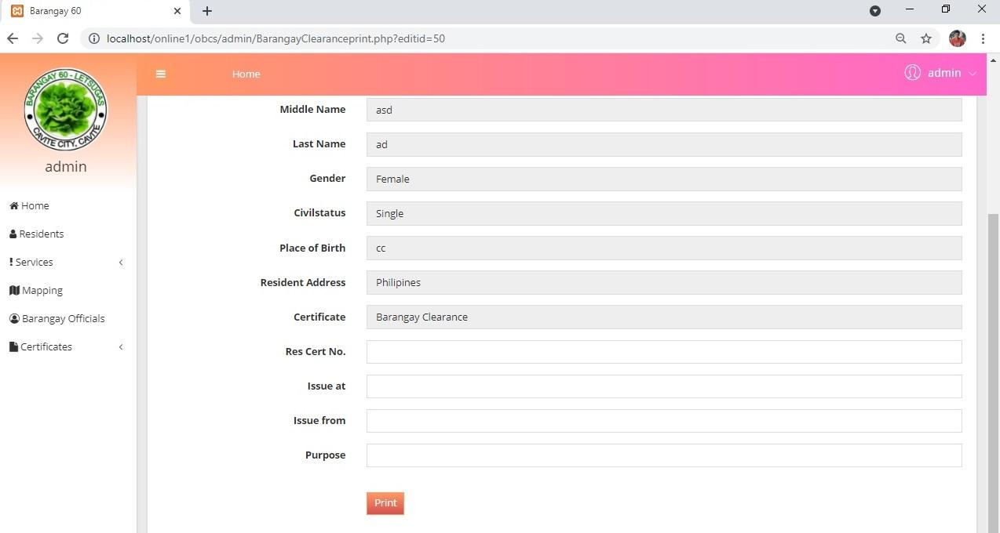 Barangay 60
localhost/online1/obcs/admin/BarangayClearanceprint.php?editid=50
BARANGAY 60 - LETSUGAS
CAVITE CITY, CAVITE
admin
Home
Residents
Services
Mapping
Barangay Officials
Certificates
Home
admin
Middle Name asd
Last Name ad
Gender Female
Civilstatus Single
Place of Birth cc
Resident Address Philipines
Certificate Barangay Clearance
Res Cert No.
Issue at
Issue from
Purpose
Print